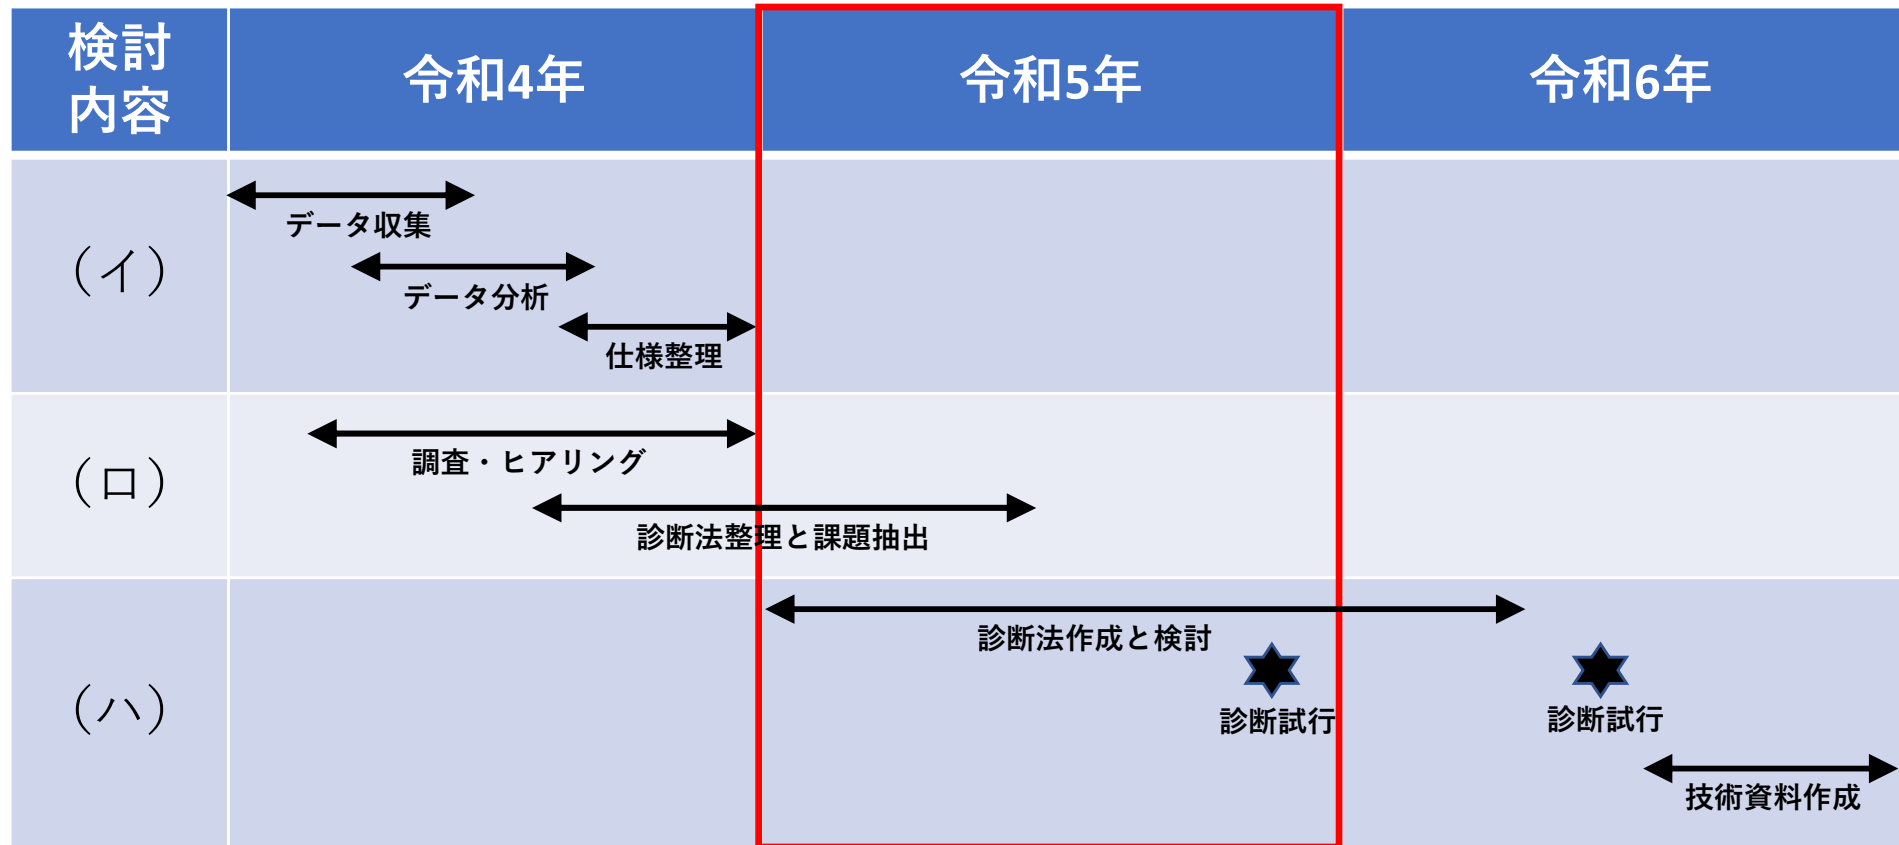 検討
内容
令和4年
令和5年
令和6年
（イ）
データ収集
データ分析
仕様整理
（ロ）
調査・ヒアリング
診断法整理と課題抽出
（ハ）
診断法作成と検討
診断試行
診断試行
技術資料作成